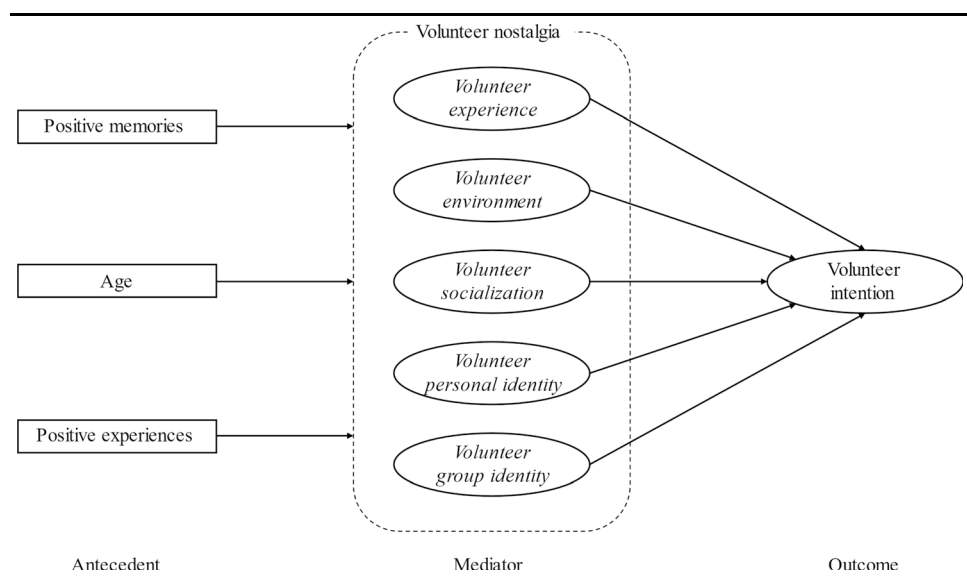 Volunteer nostalgia
Volunteer
experience
Positive memories
Volunteer
environment
Age
Volunteer
socialization
Volunteer
intention
Volunteer
personal identity
Positive experiences
Volunteer
group identity
Antecedent
Mediator
Outcome